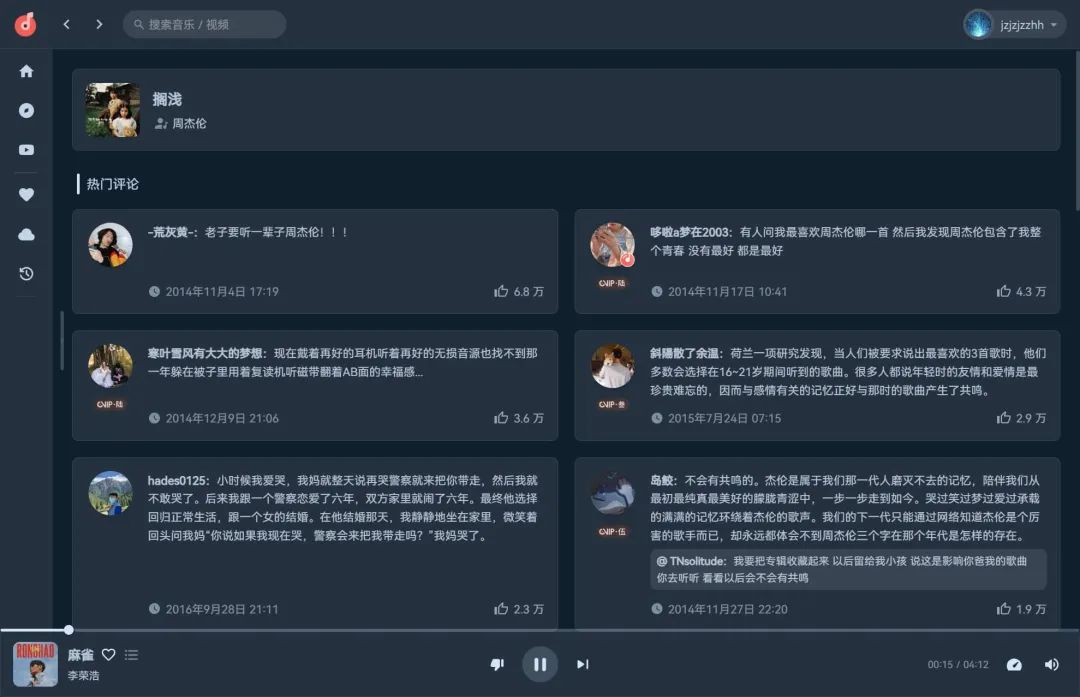 搜索音乐 / 视频
jzjzjzzhh
搁浅
周杰伦
热门评论
-荒灰黄-：老子要听一辈子周杰伦！！！
2014年11月4日 17:19
6.8 万
哆啦a梦在2003：有人问我最喜欢周杰伦哪一首 然后我发现周杰伦包含了我整
个青春 没有最好 都是最好
VIP·陆
2014年11月17日 10:41
4.3 万
寒叶雪风有大大的梦想：现在戴着再好的耳机听着再好的无损音源也找不到那
一年躲在被子里用着复读机听磁带翻着AB面的幸福感...
VIP·陆
2014年12月9日 21:06
3.6 万
斜陽散了余温：荷兰一项研究发现，当人们被要求说出最喜欢的3首歌时，他们
多数会选择在16~21岁期间听到的歌曲。很多人都说年轻时的友情和爱情是最
珍贵难忘的，因而与感情有关的记忆正好与那时的歌曲产生了共鸣。
VIP·叁
2015年7月24日 07:15
2.9 万
hades0125：小时候我爱哭，我妈就整天说再哭警察就来把你带走，然后我就
不敢哭了。后来我跟一个警察恋爱了六年，双方家里就闹了六年。最终他选择
回归正常生活，跟一个女的结婚。在他结婚那天，我静静地坐在家里，微笑着
回头问我妈“你说如果我现在哭，警察会来把我带走吗？”我妈哭了。
2016年9月28日 21:11
2.3 万
岛鲛：不会有共鸣的。杰伦是属于我们那一代人磨灭不去的记忆，陪伴我们从
最初最纯真最美好的朦胧青涩中，一步一步走到如今。哭过笑过梦过爱过承载
的满满的记忆环绕着杰伦的歌声。我们的下一代只能通过网络知道杰伦是个厉
害的歌手而已，却永远都体会不到周杰伦三个字在那个年代是怎样的存在。
VIP·伍
@ TNsolitude：我要把专辑收藏起来 以后留给我小孩 说这是影响你爸我的歌曲
你去听听 看看以后会不会有共鸣
2014年11月27日 22:20
1.9 万
RONGHAO
麻雀
李荣浩
00:15 / 04:12